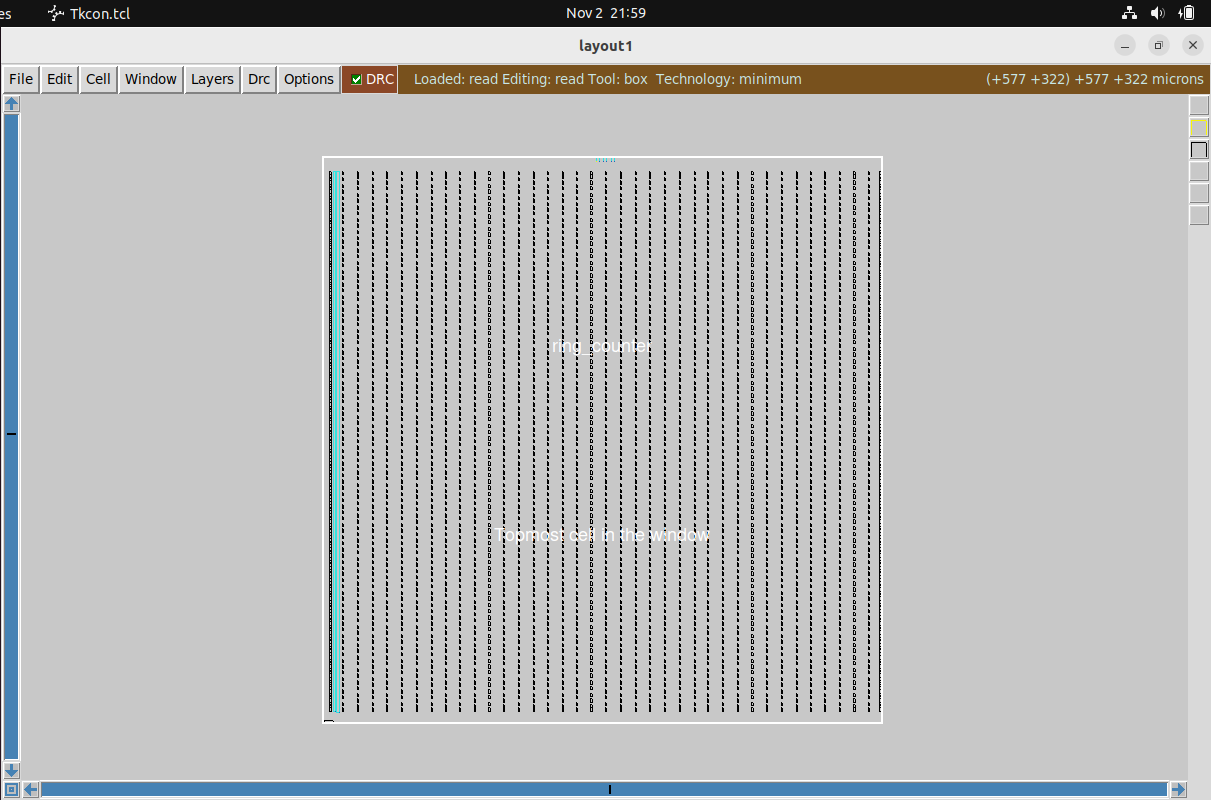 es Tkcon.tcl Nov 2 21:59
layout1
File Edit Cell Window Layers Drc Options DRC Loaded: read Editing: read Tool: box Technology: minimum (+577 +322) +577 +322 microns
ring_counter
Topmost cell in the window